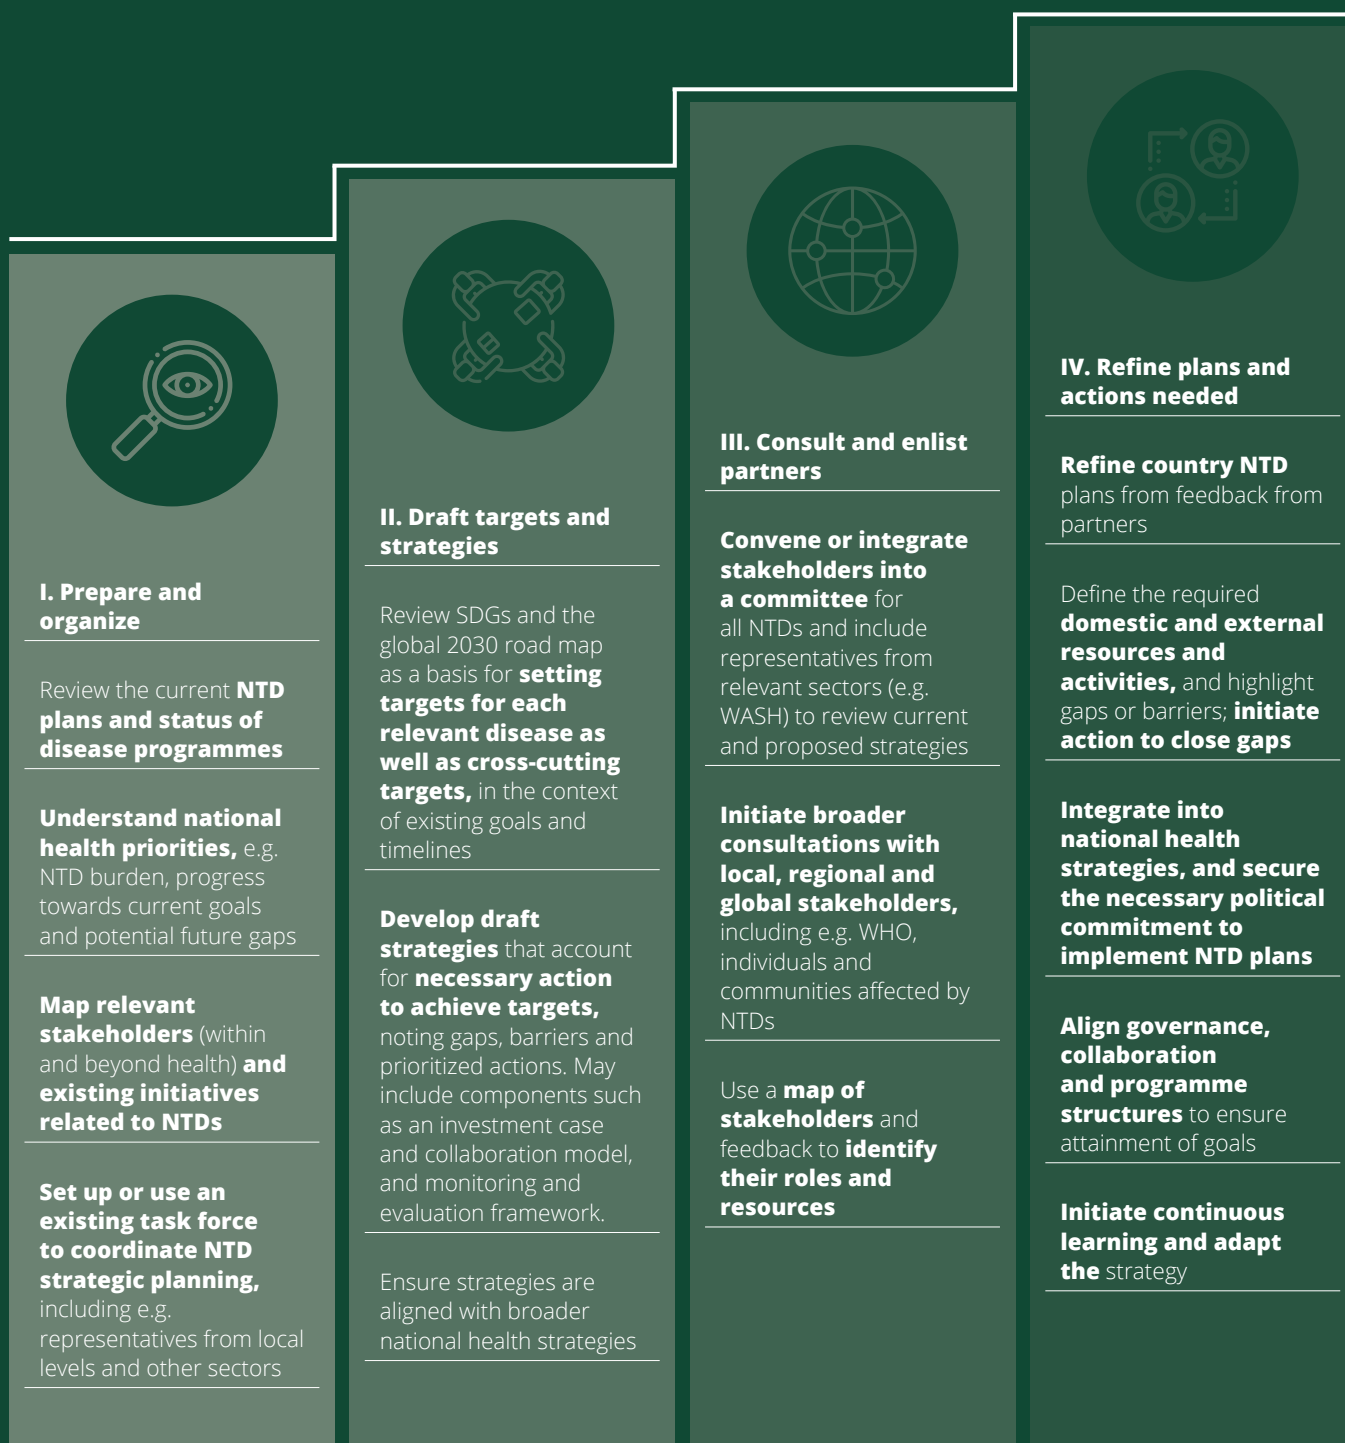 I. Prepare and
organize
Review the current NTD
plans and status of
disease programmes
Understand national
health priorities, e.g.
NTD burden, progress
towards current goals
and potential future gaps
Map relevant
stakeholders (within
and beyond health) and
existing initiatives
related to NTDs
Set up or use an
existing task force
to coordinate NTD
strategic planning,
including e.g.
representatives from local
levels and other sectors
II. Draft targets and
strategies
Review SDGs and the
global 2030 road map
as a basis for setting
targets for each
relevant disease as
well as cross-cutting
targets, in the context
of existing goals and
timelines
Develop draft
strategies that account
for necessary action
to achieve targets,
noting gaps, barriers and
prioritized actions. May
include components such
as an investment case
and collaboration model,
and monitoring and
evaluation framework.
Ensure strategies are
aligned with broader
national health strategies
III. Consult and enlist
partners
Convene or integrate
stakeholders into
a committee for
all NTDs and include
representatives from
relevant sectors (e.g.
WASH) to review current
and proposed strategies
Initiate broader
consultations with
local, regional and
global stakeholders,
including e.g. WHO,
individuals and
communities affected by
NTDs
Use a map of
stakeholders and
feedback to identify
their roles and
resources
IV. Refine plans and
actions needed
Refine country NTD
plans from feedback from
partners
Define the required
domestic and external
resources and
activities, and highlight
gaps or barriers; initiate
action to close gaps
Integrate into
national health
strategies, and secure
the necessary political
commitment to
implement NTD plans
Align governance,
collaboration
and programme
structures to ensure
attainment of goals
Initiate continuous
learning and adapt
the strategy